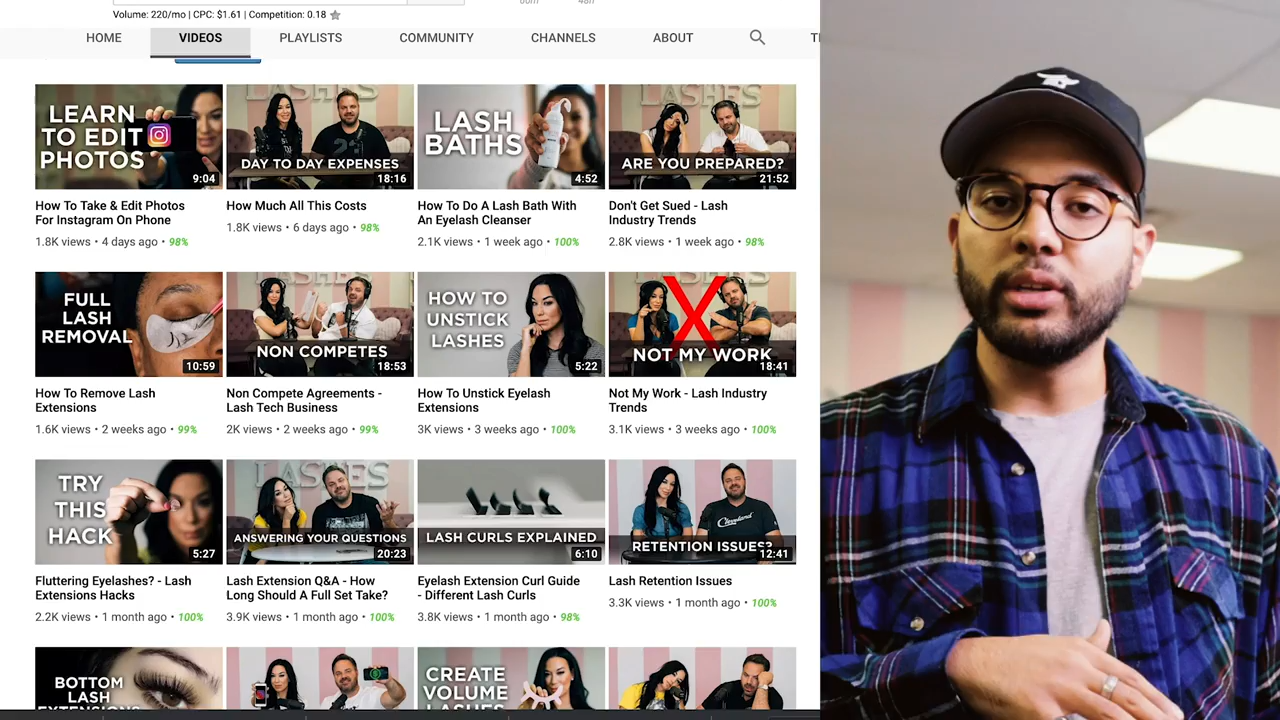 Volume: 220/mo | CPC: $1.61 | Competition: 0.18
HOME VIDEOS PLAYLISTS COMMUNITY CHANNELS ABOUT
LEARN
TO EDIT
PHOTOS
9:04
LASHES
DAY TO DAY EXPENSES
18:16
LASH
BATHS
4:52
LASHES
ARE YOU PREPARED?
21:52
How To Take & Edit Photos
For Instagram On Phone
1.8K views • 4 days ago • 98%
How Much All This Costs
1.8K views • 6 days ago • 98%
How To Do A Lash Bath With
An Eyelash Cleanser
2.1K views • 1 week ago • 100%
Don't Get Sued - Lash
Industry Trends
2.8K views • 1 week ago • 98%
FULL
LASH
REMOVAL
10:59
NON COMPETES
18:53
HOW TO
UNSTICK
LASHES
5:22
NOT MY WORK
18:41
How To Remove Lash
Extensions
1.6K views • 2 weeks ago • 99%
Non Compete Agreements -
Lash Tech Business
2K views • 2 weeks ago • 99%
How To Unstick Eyelash
Extensions
3K views • 3 weeks ago • 100%
Not My Work - Lash Industry
Trends
3.1K views • 3 weeks ago • 100%
TRY
THIS
HACK
5:27
LASHES
ANSWERING YOUR QUESTIONS
20:23
LASH CURLS EXPLAINED
6:10
Cleveland
RETENTION ISSUES?
12:41
Fluttering Eyelashes? - Lash
Extensions Hacks
2.2K views • 1 month ago • 100%
Lash Extension Q&A - How
Long Should A Full Set Take?
3.9K views • 1 month ago • 100%
Eyelash Extension Curl Guide
- Different Lash Curls
3.8K views • 1 month ago • 98%
Lash Retention Issues
3.3K views • 1 month ago • 100%
BOTTOM
LASH
EXTENSIONS
CREATE
VOLUME
LASHES